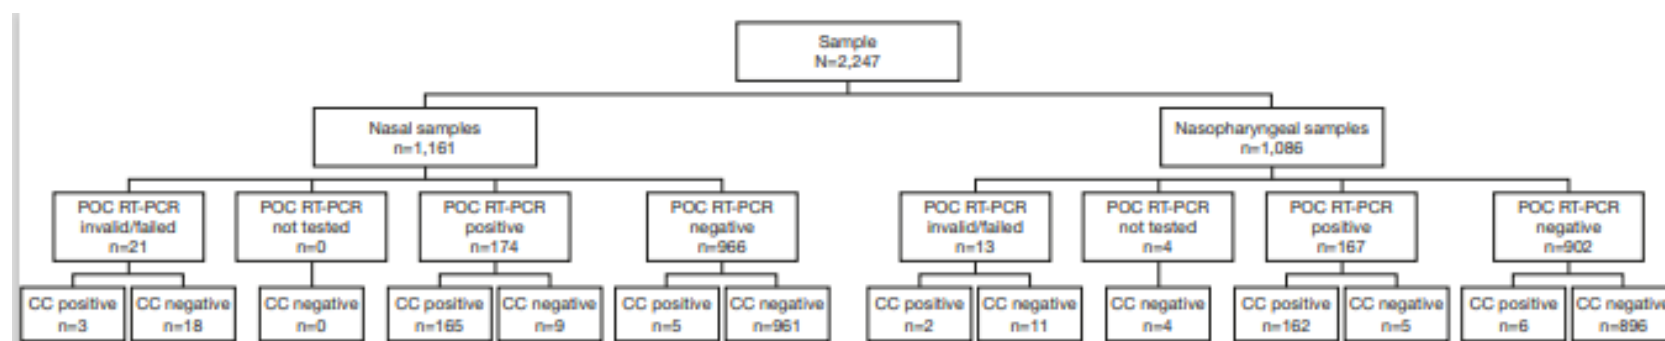 Sample
N=2,247
Nasal samples
n=1,161
Nasopharyngeal samples
n=1,086
POC RT-PCR
invalid/failed
n=21
POC RT-PCR
not tested
n=0
POC RT-PCR
positive
n=174
POC RT-PCR
negative
n=966
POC RT-PCR
invalid/failed
n=13
POC RT-PCR
not tested
n=4
POC RT-PCR
positive
n=167
POC RT-PCR
negative
n=902
CC positive
n=3
CC negative
n=18
CC negative
n=0
CC positive
n=165
CC negative
n=9
CC positive
n=5
CC negative
n=961
CC positive
n=2
CC negative
n=11
CC negative
n=4
CC positive
n=162
CC negative
n=5
CC positive
n=6
CC negative
n=896